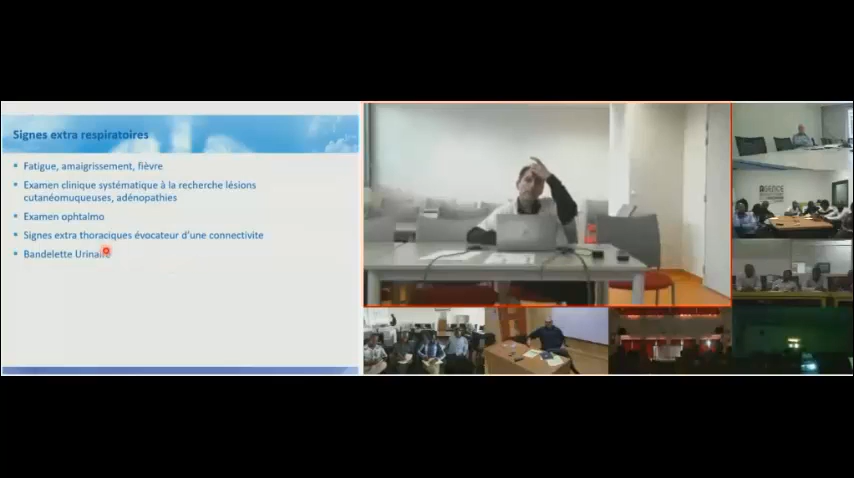 Signes extra respiratoires
Fatigue, amaigrissement, fièvre
Examen clinique systématique à la recherche lésions
cutanéomuqueuses, adénopathies
Examen ophtalmo
Signes extra thoraciques évocateur d'une connectivite
Bandelette Urinaire